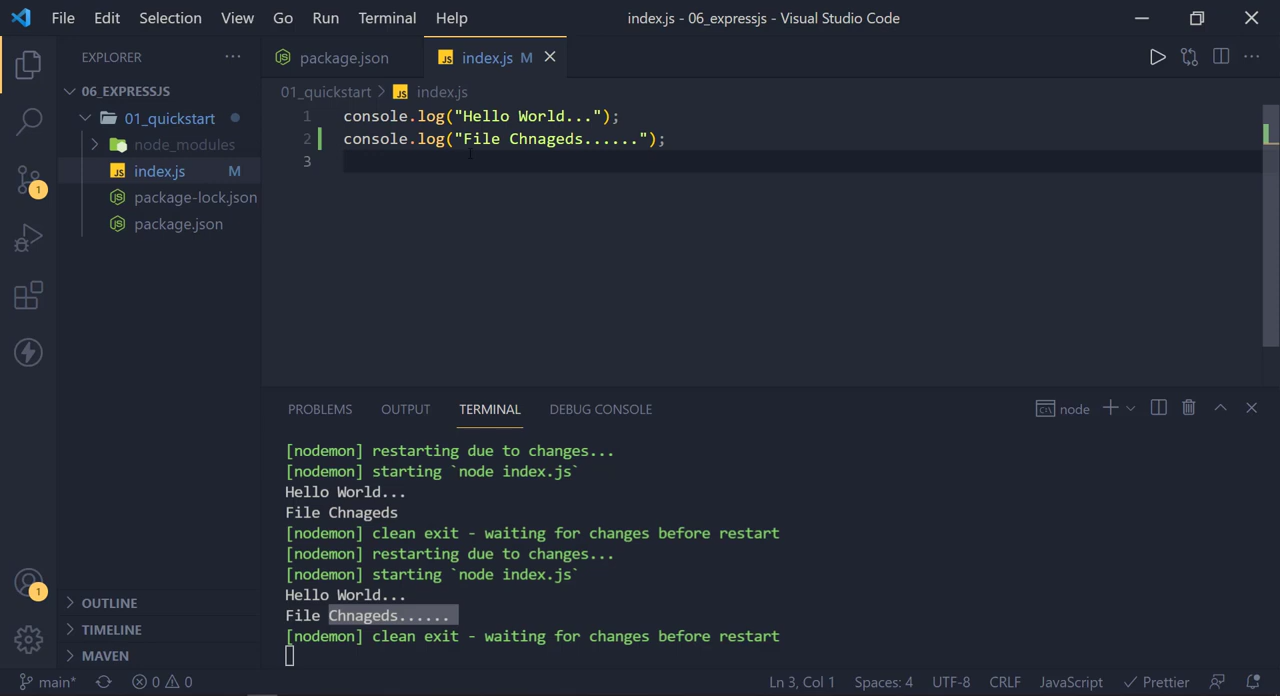 File Edit Selection View Go Run Terminal Help index.js - 06_expressjs - Visual Studio Code
EXPLORER
06_EXPRESSJS
01_quickstart
node_modules
index.js M
package-lock.json
package.json
OUTLINE
TIMELINE
MAVEN
1
1
package.json
JS index.js M
01_quickstart > JS index.js
1 console.log("Hello World...");
2 console.log("File Chnageds......");
3
PROBLEMS OUTPUT TERMINAL DEBUG CONSOLE
node
[nodemon] restarting due to changes...
[nodemon] starting `node index.js`
Hello World...
File Chnageds
[nodemon] clean exit - waiting for changes before restart
[nodemon] restarting due to changes...
[nodemon] starting `node index.js`
Hello World...
File Chnageds......
[nodemon] clean exit - waiting for changes before restart
main* 0 0 Ln 3, Col 1 Spaces: 4 UTF-8 CRLF JavaScript Prettier